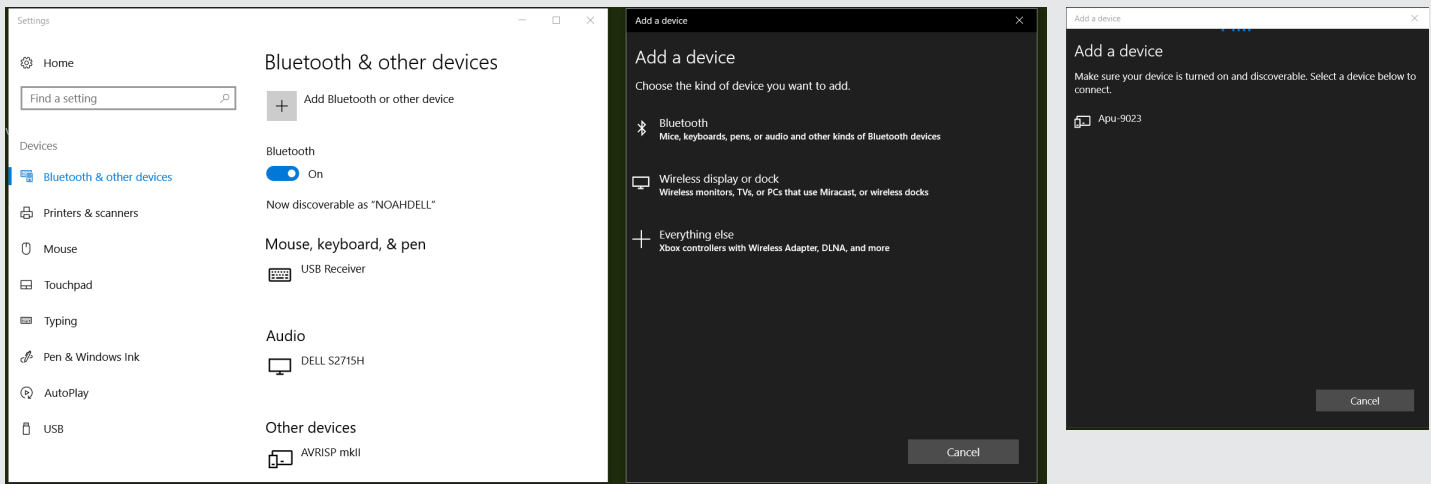 Settings
Home
Find a setting
Devices
Bluetooth & other devices
Printers & scanners
Mouse
Touchpad
Typing
Pen & Windows Ink
AutoPlay
USB
Bluetooth & other devices
Add Bluetooth or other device
Bluetooth
On
Now discoverable as “NOAHDELL”
Mouse, keyboard, & pen
USB Receiver
Audio
DELL S2715H
Other devices
AVRISP mkII
Add a device
Add a device
Choose the kind of device you want to add.
Bluetooth
Mice, keyboards, pens, or audio and other kinds of Bluetooth devices
Wireless display or dock
Wireless monitors, TVs, or PCs that use Miracast, or wireless docks
Everything else
Xbox controllers with Wireless Adapter, DLNA, and more
Cancel
Add a device
Add a device
Make sure your device is turned on and discoverable. Select a device below to
connect.
Apu-9023
Cancel